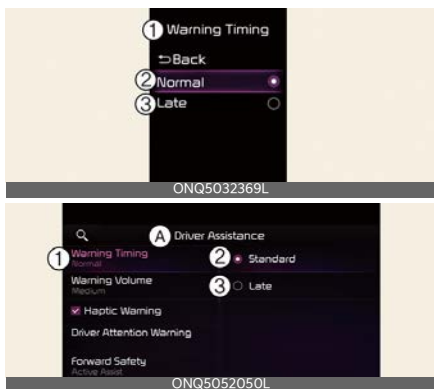 ① Warning Timing
⮌Back
② Normal
③ Late
ONQ5032369L
Ⓐ Driver Assistance
① Warning Timing
Normal
② Standard
Warning Volume
Medium
③ Late
Haptic Warning
Driver Attention Warning
Forward Safety
Active Assist
ONQ5052050L